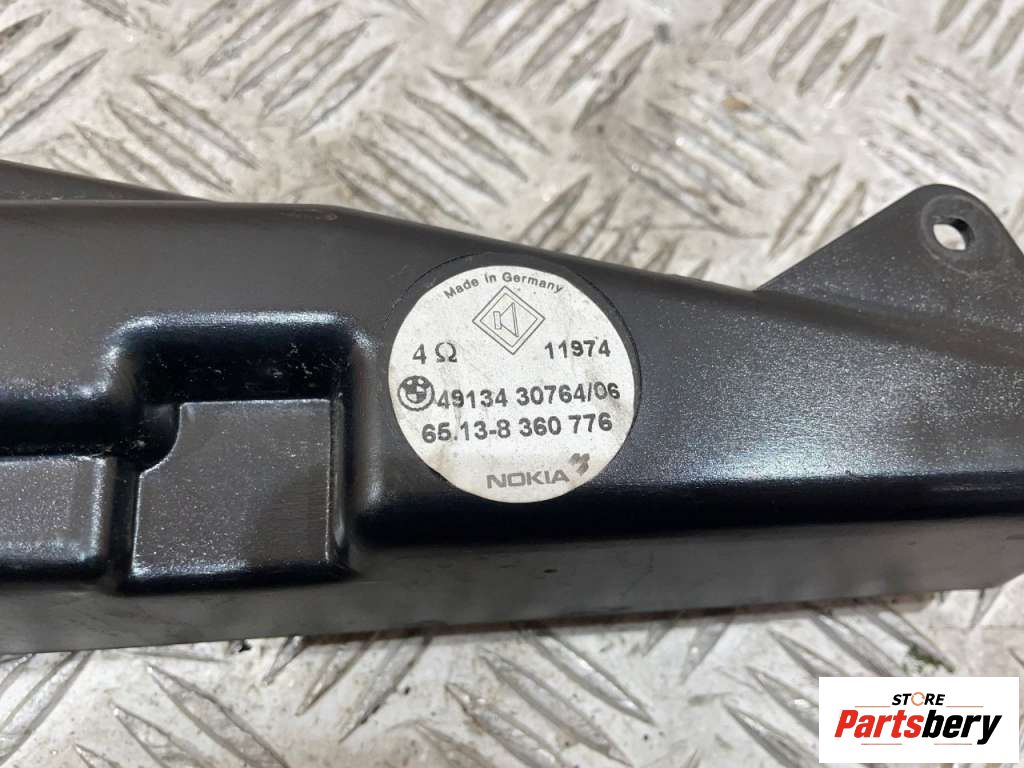 Made in Germany
4 Ω 11974
49134 30764/06
65.13-8 360 776
NOKIA
STORE
Partsbery